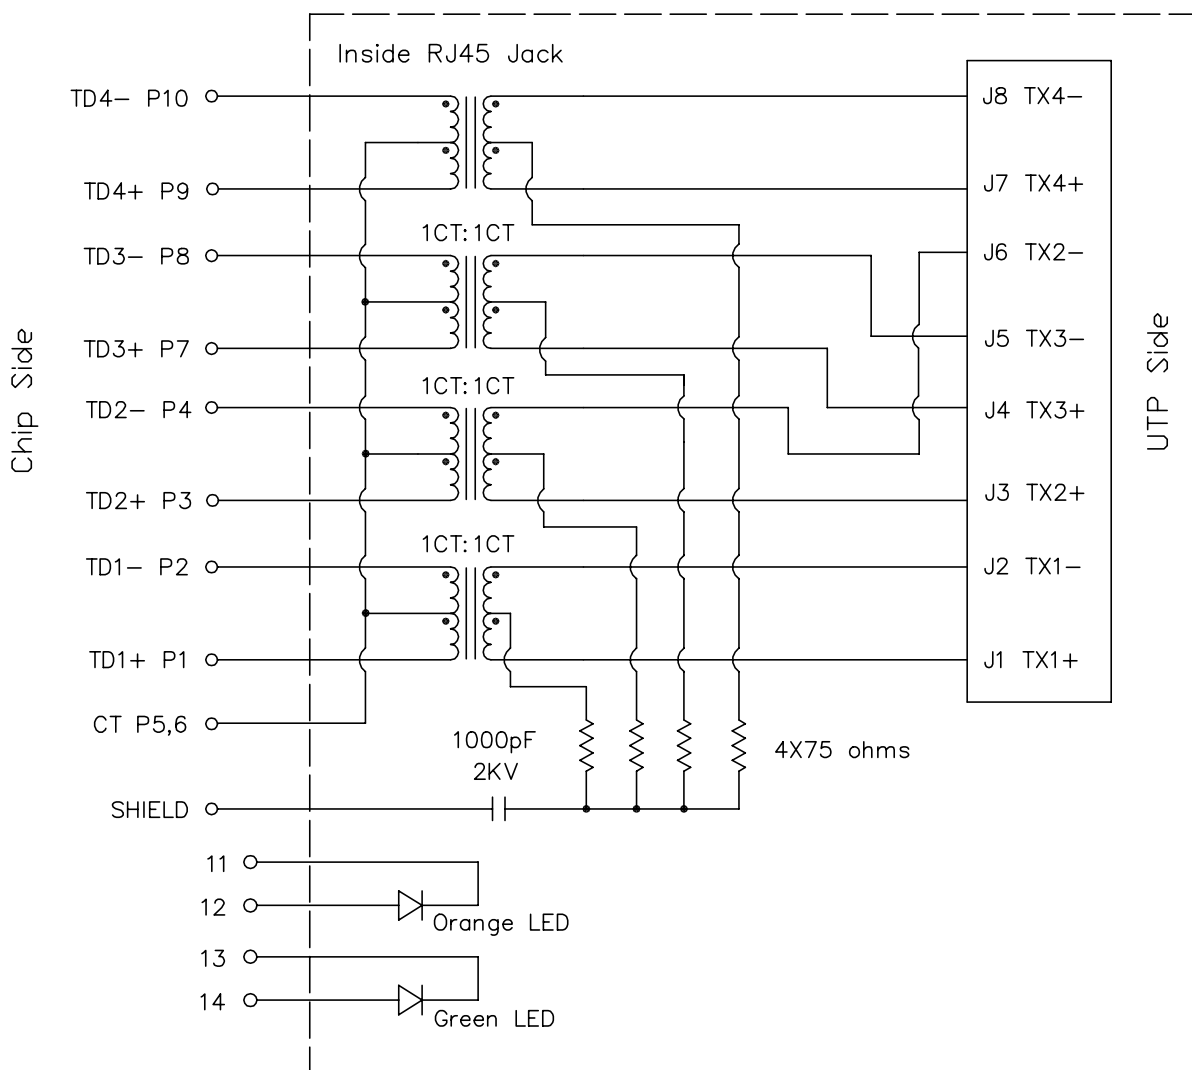 Inside RJ45 Jack
TD4- P10
J8 TX4-
TD4+ P9
J7 TX4+
1CT:1CT
TD3- P8
J6 TX2-
Chip Side
UTP Side
TD3+ P7
J5 TX3-
1CT:1CT
TD2- P4
J4 TX3+
TD2+ P3
J3 TX2+
1CT:1CT
TD1- P2
J2 TX1-
TD1+ P1
J1 TX1+
CT P5,6
1000pF
2KV
4X75 ohms
SHIELD
11
12
Orange LED
13
14
Green LED